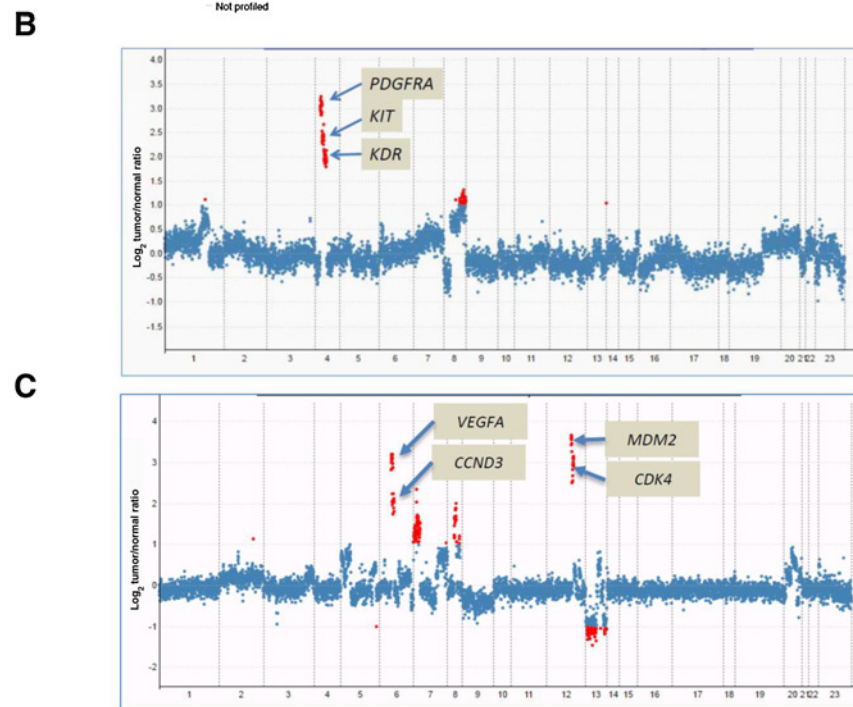 Not profiled
B
4.0
3.5
3.0
2.5
2.0
1.5
1.0
0.5
0.0
-0.5
-1.0
-1.5
Log2 tumor/normal ratio
PDGFRA
KIT
KDR
1 2 3 4 5 6 7 8 9 10 11 12 13 14 15 16 17 18 19 20 21 22 23
C
4
3
2
1
0
-1
-2
Log2 tumor/normal ratio
VEGFA
CCND3
MDM2
CDK4
1 2 3 4 5 6 7 8 9 10 11 12 13 14 15 16 17 18 19 20 21 22 23